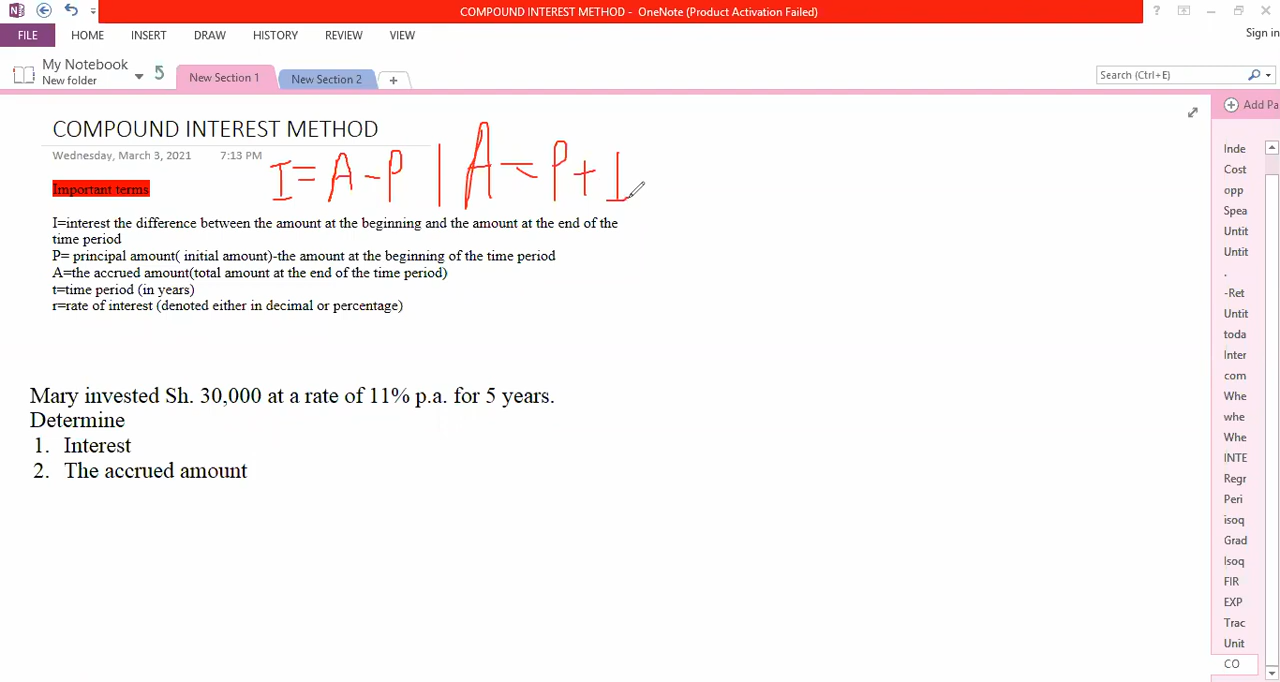 COMPOUND INTEREST METHOD - OneNote (Product Activation Failed)
?
FILE HOME INSERT DRAW HISTORY REVIEW VIEW
Sign in
My Notebook
New folder
New Section 1 New Section 2 +
Search (Ctrl+E)
Add Pa
COMPOUND INTEREST METHOD
Wednesday, March 3, 2021 7:13 PM
I = A - P | A = P + I
Important terms
I=interest the difference between the amount at the beginning and the amount at the end of the
time period
P= principal amount( initial amount)-the amount at the beginning of the time period
A=the accrued amount(total amount at the end of the time period)
t=time period (in years)
r=rate of interest (denoted either in decimal or percentage)
Mary invested Sh. 30,000 at a rate of 11% p.a. for 5 years.
Determine
1. Interest
2. The accrued amount
Inde
Cost
opp
Spea
Untit
Untit
.
-Ret
Untit
toda
Inter
com
Whe
whe
Whe
INTE
Regr
Peri
isoq
Grad
Isoq
FIR
EXP
Trac
Unit
CO